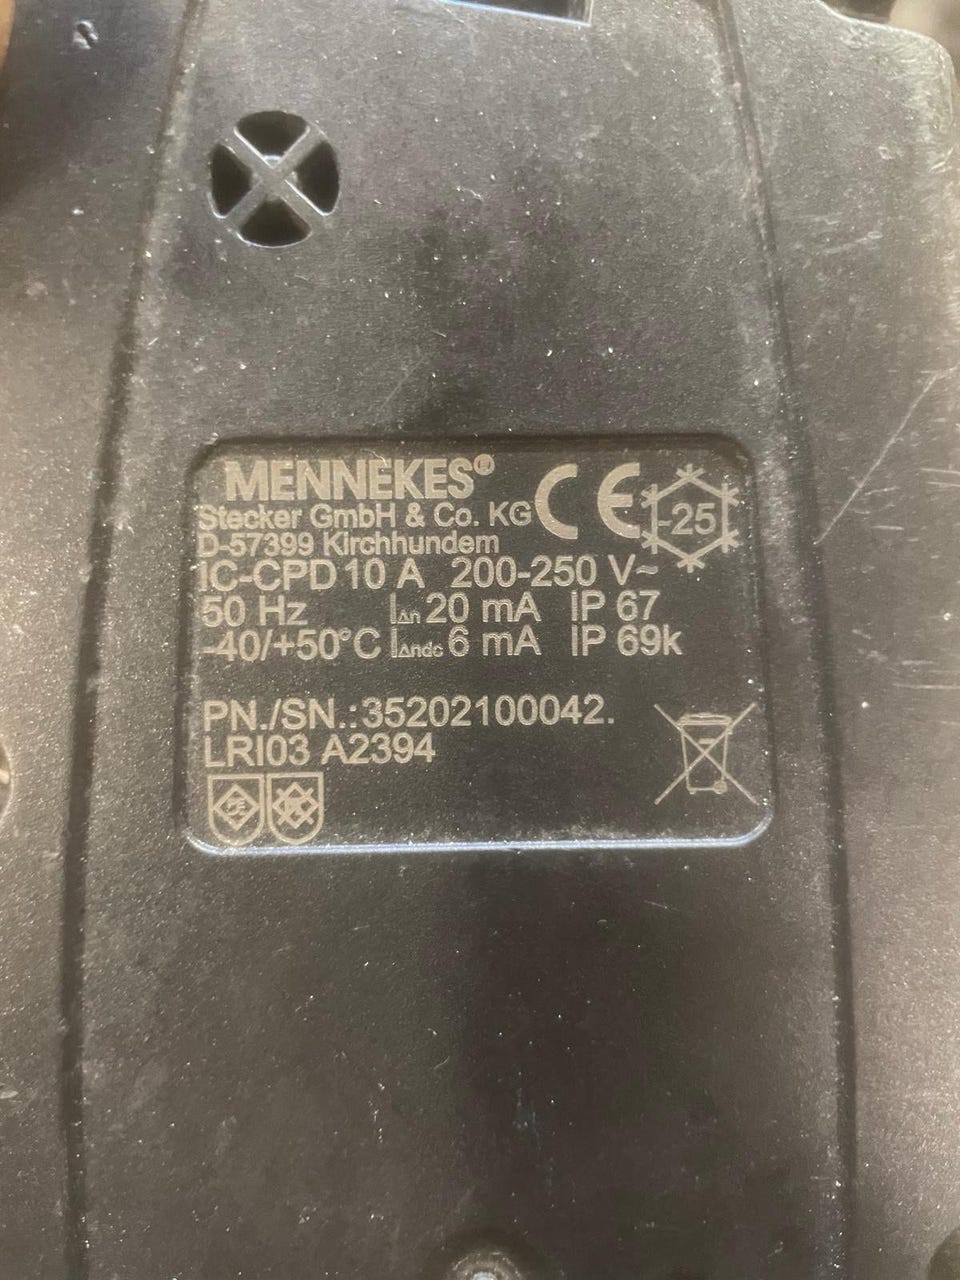 MENNEKES®
Stecker GmbH & Co. KG
D-57399 Kirchhundem
CE
-25
IC-CPD 10 A 200-250 V~
50 Hz IΔn 20 mA IP 67
-40/+50°C IΔndc 6 mA IP 69k
PN./SN.: 35202100042.
LRI03 A2394